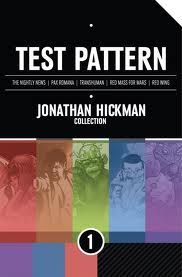 TEST PATTERN
THE NIGHTLY NEWS | PAX ROMANA | TRANSHUMAN | RED MASS FOR MARS | RED WING
JONATHAN HICKMAN
COLLECTION
1